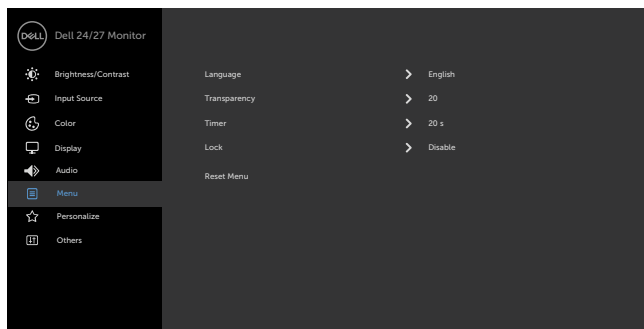 DELL Dell 24/27 Monitor
Brightness/Contrast
Input Source
Color
Display
Audio
Menu
Personalize
Others
Language > English
Transparency > 20
Timer > 20 s
Lock > Disable
Reset Menu